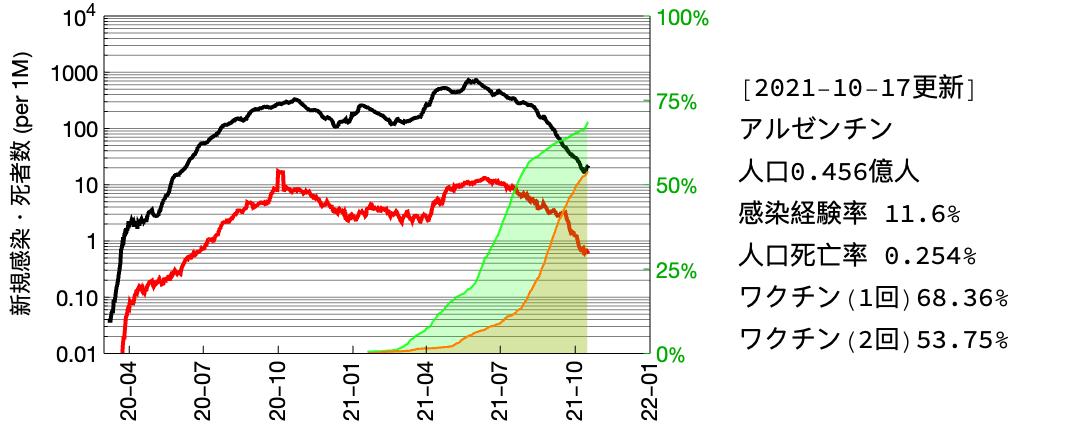 10^4
1000
100
10
1
0.10
0.01
新規感染・死者数 (per 1M)
100%
75%
50%
25%
0%
20-04
20-07
20-10
21-01
21-04
21-07
21-10
22-01
[2021-10-17更新]
アルゼンチン
人口0.456億人
感染経験率 11.6%
人口死亡率 0.254%
ワクチン(1回)68.36%
ワクチン(2回)53.75%